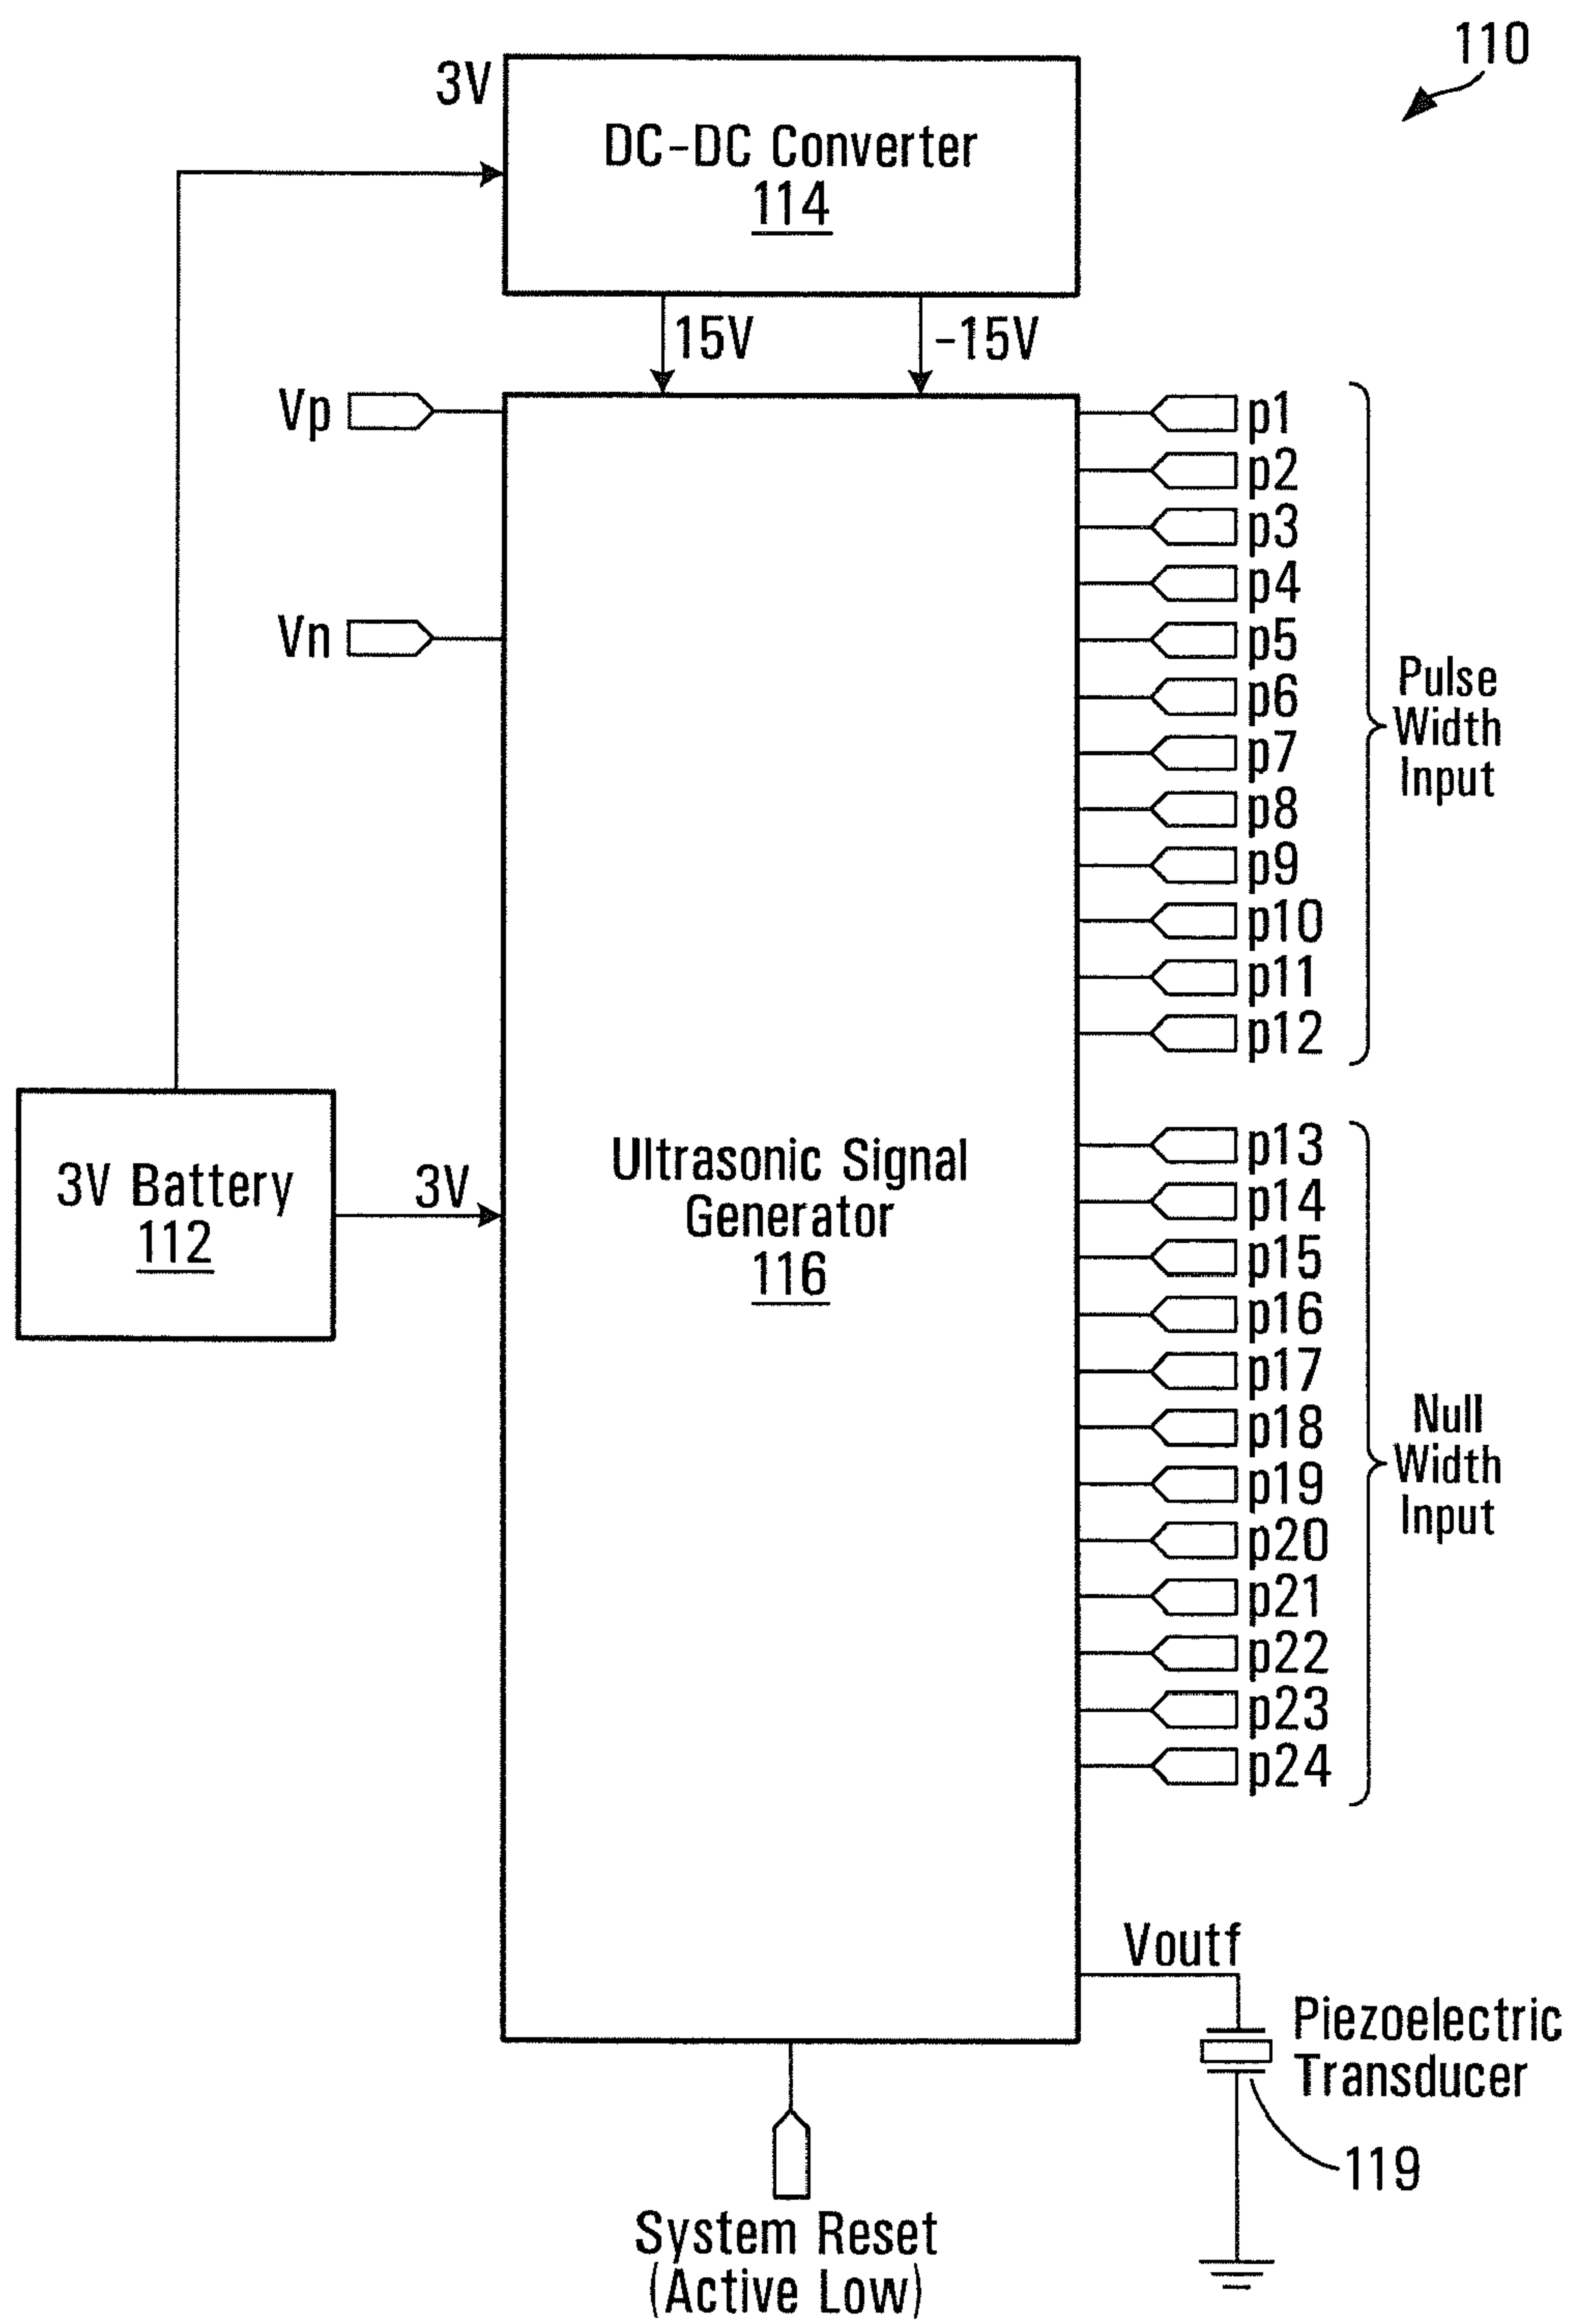 110
3V
DC-DC Converter
114
15V
-15V
Vp
Vn
p1
p2
p3
p4
p5
p6
p7
p8
p9
p10
p11
p12
Pulse
Width
Input
3V Battery
112
3V
Ultrasonic Signal
Generator
116
p13
p14
p15
p16
p17
p18
p19
p20
p21
p22
p23
p24
Null
Width
Input
Voutf
Piezoelectric
Transducer
119
System Reset
(Active Low)